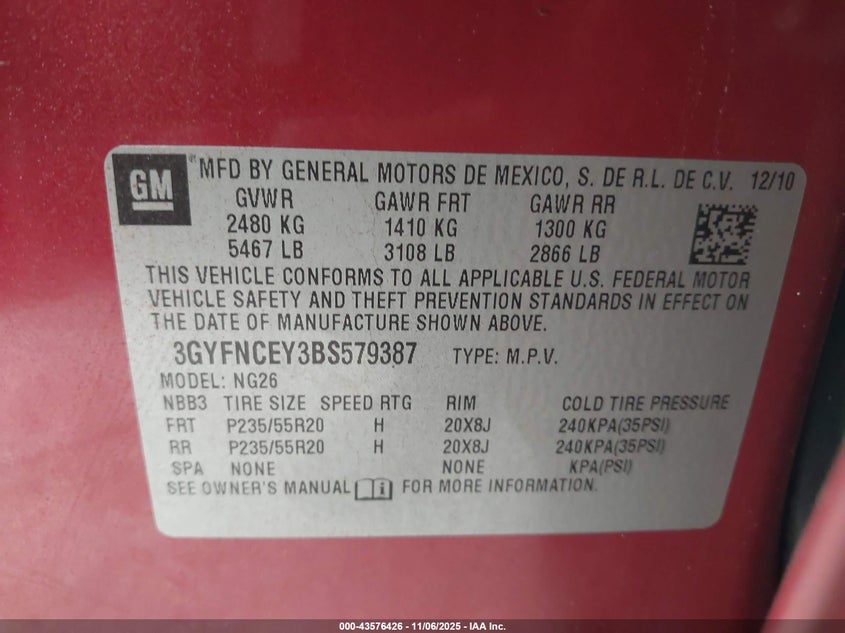 GM
® MFD BY GENERAL MOTORS DE MEXICO, S. DE R.L. DE C.V. 12/10
GVWR GAWR FRT GAWR RR
2480 KG 1410 KG 1300 KG
5467 LB 3108 LB 2866 LB
THIS VEHICLE CONFORMS TO ALL APPLICABLE U.S. FEDERAL MOTOR
VEHICLE SAFETY AND THEFT PREVENTION STANDARDS IN EFFECT ON
THE DATE OF MANUFACTURE SHOWN ABOVE.
3GYFNCEY3BS579387 TYPE: M.P.V.
MODEL: NG26
NBB3 TIRE SIZE SPEED RTG RIM COLD TIRE PRESSURE
FRT P235/55R20 H 20X8J 240KPA(35PSI)
RR P235/55R20 H 20X8J 240KPA(35PSI)
SPA NONE NONE KPA(PSI)
SEE OWNER'S MANUAL FOR MORE INFORMATION.
000-43576426 - 11/06/2025 - IAA Inc.